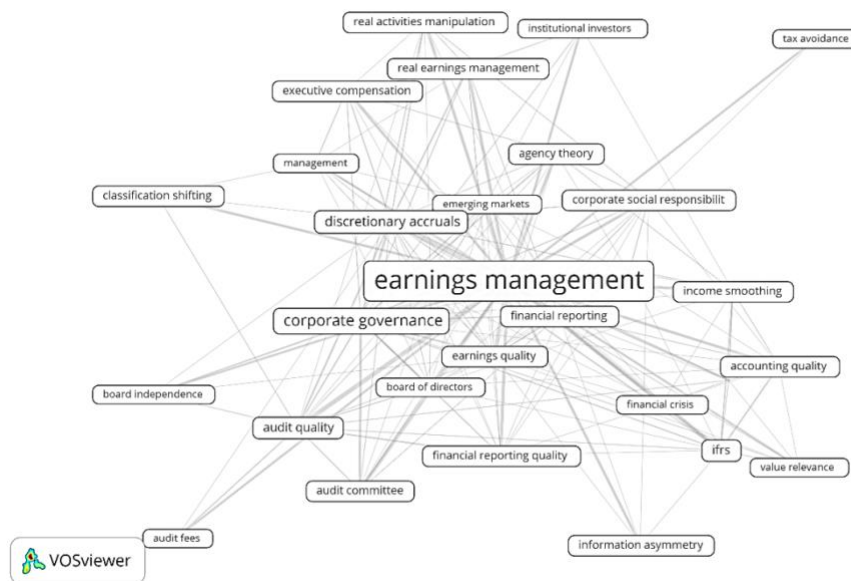 real activities manipulation
institutional investors
tax avoidance
real earnings management
executive compensation
agency theory
management
classification shifting
emerging markets
corporate social responsibilit
discretionary accruals
earnings management
income smoothing
corporate governance
financial reporting
earnings quality
accounting quality
board of directors
board independence
financial crisis
audit quality
ifrs
financial reporting quality
value relevance
audit committee
audit fees
information asymmetry
VOSviewer